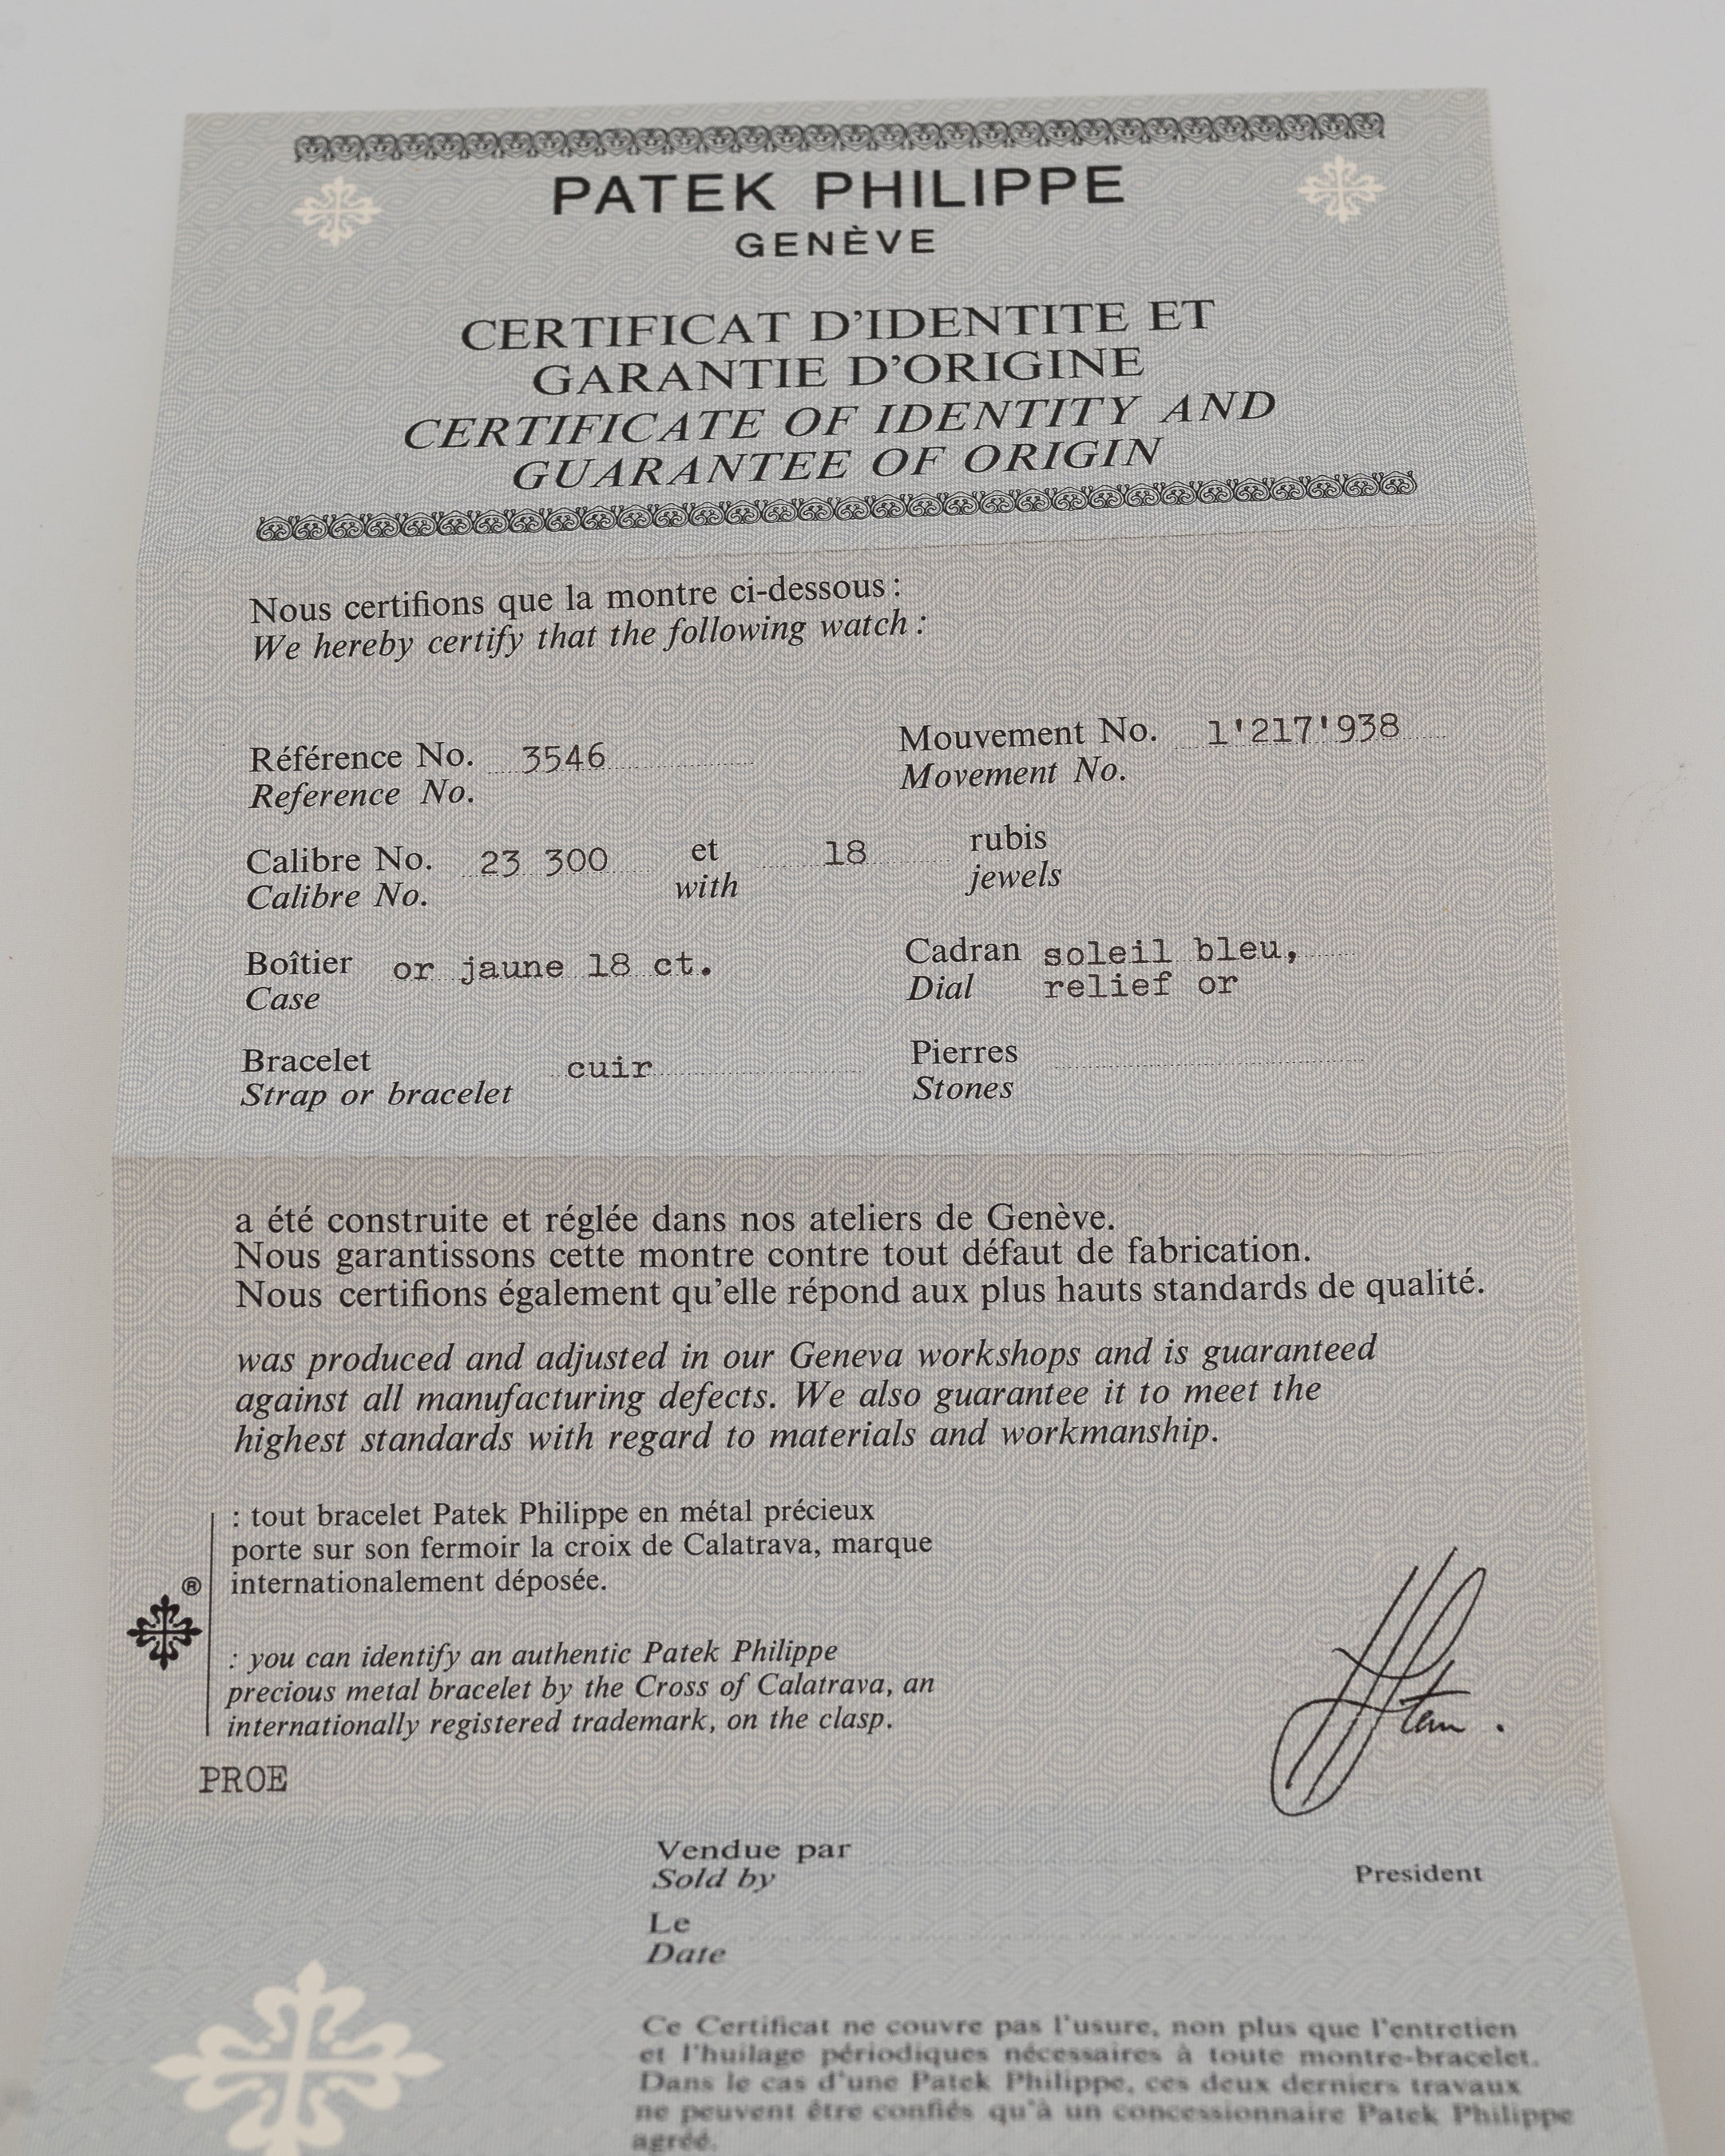 PATEK PHILIPPE
GENÈVE
CERTIFICAT D'IDENTITE ET
GARANTIE D'ORIGINE
CERTIFICATE OF IDENTITY AND
GUARANTEE OF ORIGIN
Nous certifions que la montre ci-dessous :
We hereby certify that the following watch :
Référence No. 3546 Mouvement No. 1'217'938
Reference No. Movement No.
Calibre No. 23 300 et 18 rubis
Calibre No. with jewels
Boîtier or jaune 18 ct. Cadran soleil bleu,
Case Dial relief or
Bracelet cuir Pierres
Strap or bracelet Stones
a été construite et réglée dans nos ateliers de Genève.
Nous garantissons cette montre contre tout défaut de fabrication.
Nous certifions également qu'elle répond aux plus hauts standards de qualité.
was produced and adjusted in our Geneva workshops and is guaranteed
against all manufacturing defects. We also guarantee it to meet the
highest standards with regard to materials and workmanship.
: tout bracelet Patek Philippe en métal précieux
porte sur son fermoir la croix de Calatrava, marque
® internationalement déposée.
: you can identify an authentic Patek Philippe
precious metal bracelet by the Cross of Calatrava, an
internationally registered trademark, on the clasp.
PROE
Vendue par
Sold by President
Le
Date
Ce Certificat ne couvre pas l'usure, non plus que l'entretien
et l'huilage périodiques nécessaires à toute montre-bracelet.
Dans le cas d'une Patek Philippe, ces deux derniers travaux
ne peuvent être confiés qu'à un concessionnaire Patek Philippe
agréé.